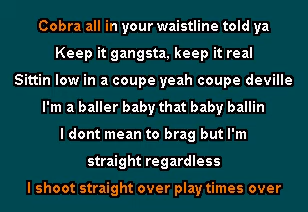 Cobra all in your waistline told ya
Keep it gangsta, keep it real
Sittin low in a coupe yeah coupe deville
I'm a baller baby that baby ballin
I dont mean to brag but I'm
straight regardless
I shoot straight over play times over